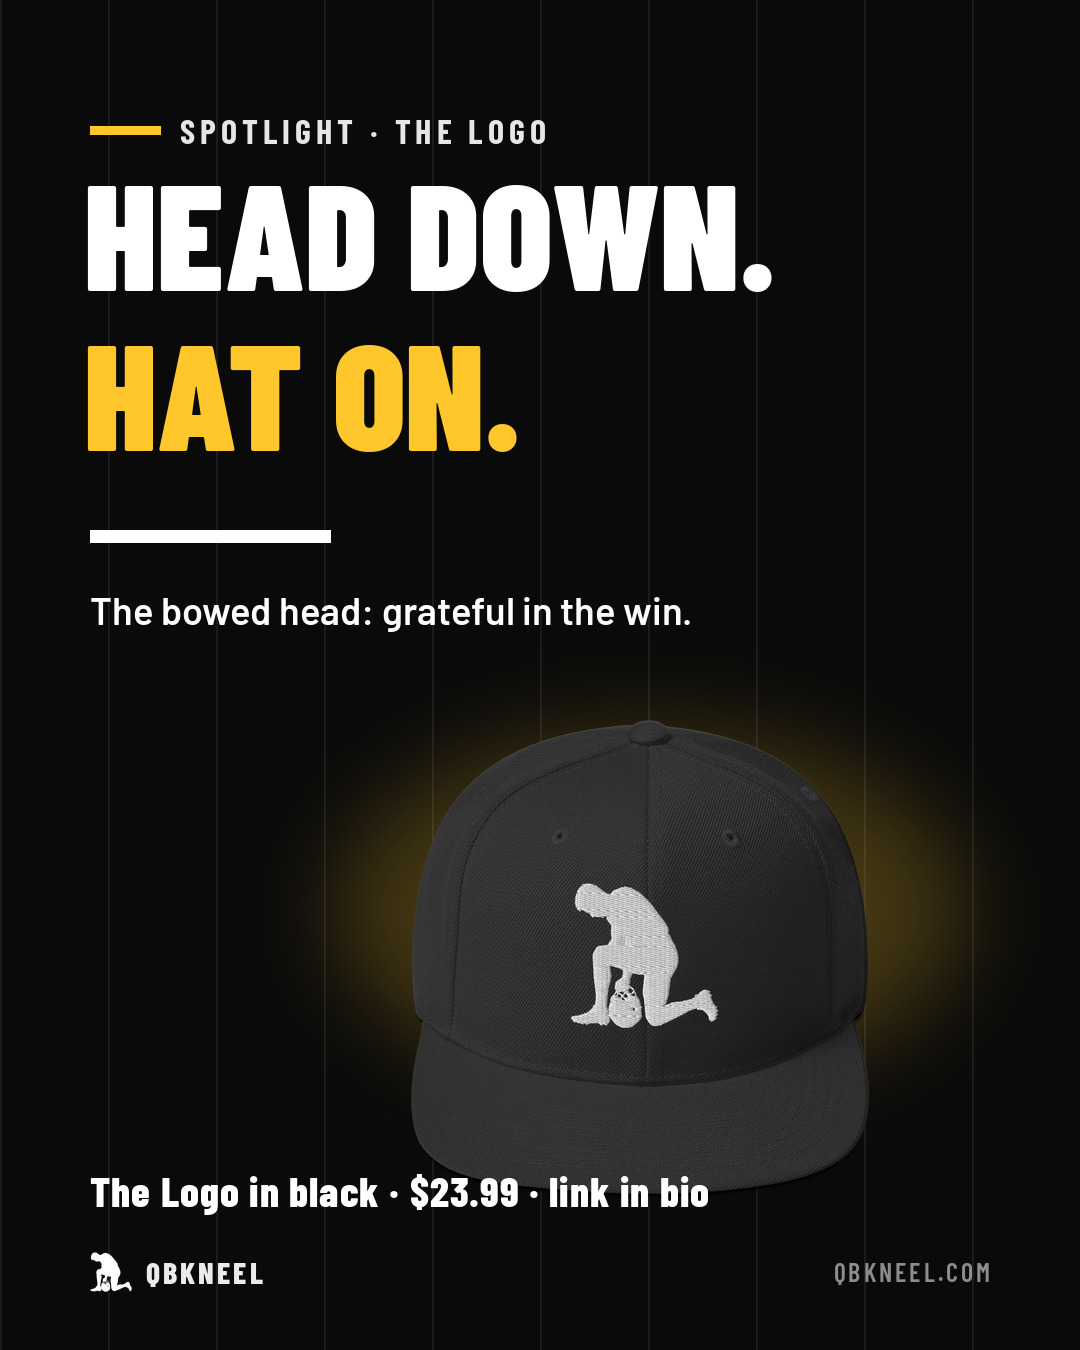 SPOTLIGHT · THE LOGO
HEAD DOWN.
HAT ON.
The bowed head: grateful in the win.
The Logo in black · $23.99 · link in bio
QBKNEEL
QBKNEEL.COM